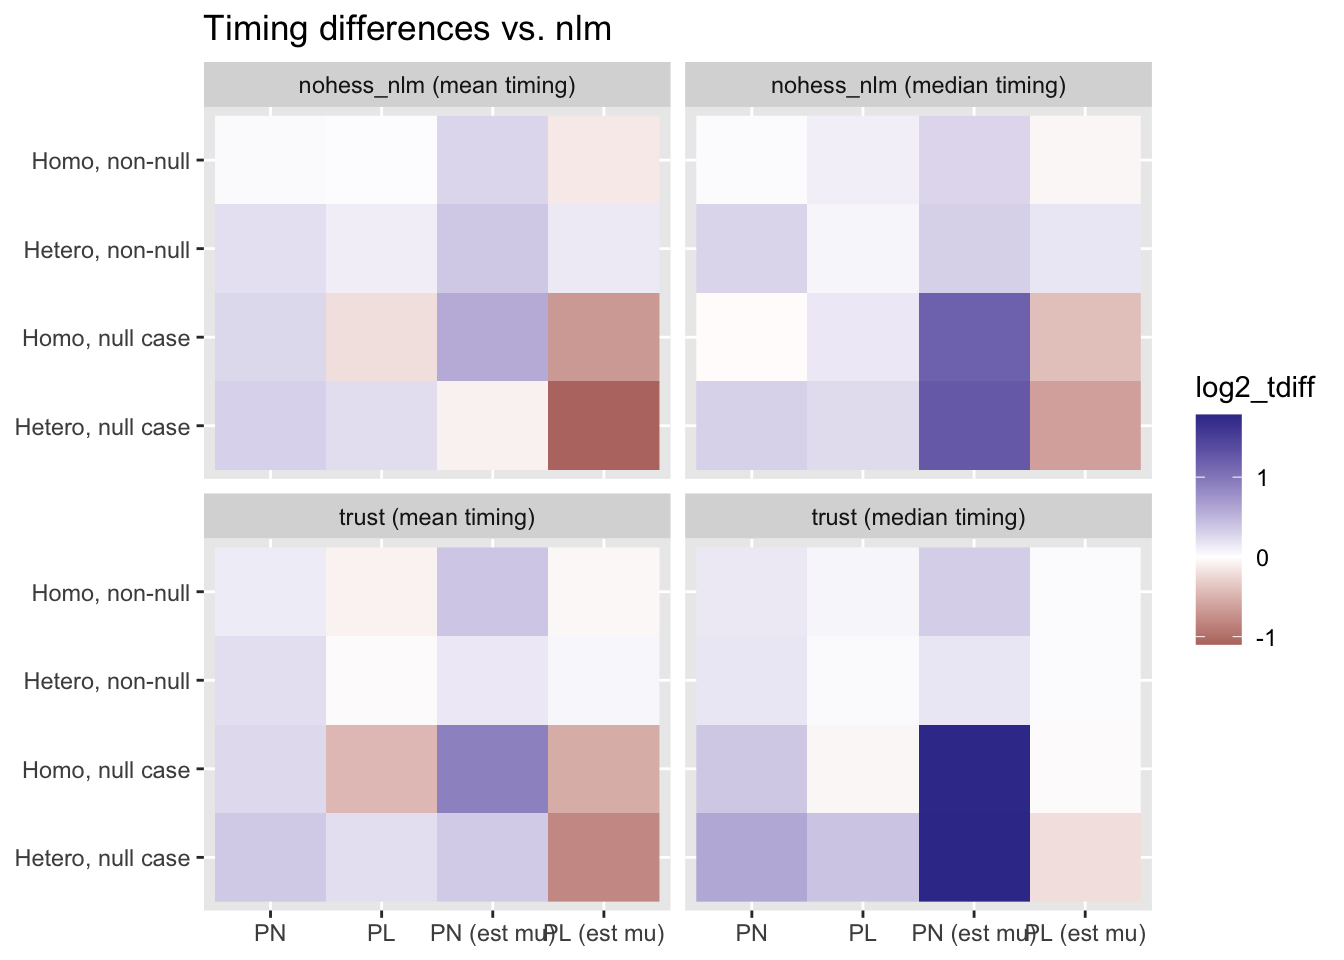 Timing differences vs. nlm
nohess_nlm (mean timing)
nohess_nlm (median timing)
Homo, non-null
Hetero, non-null
Homo, null case
Hetero, null case
trust (mean timing)
trust (median timing)
Homo, non-null
Hetero, non-null
Homo, null case
Hetero, null case
PN PL PN (est mu) PL (est mu)
PN PL PN (est mu) PL (est mu)
log2_tdiff
1
0
-1